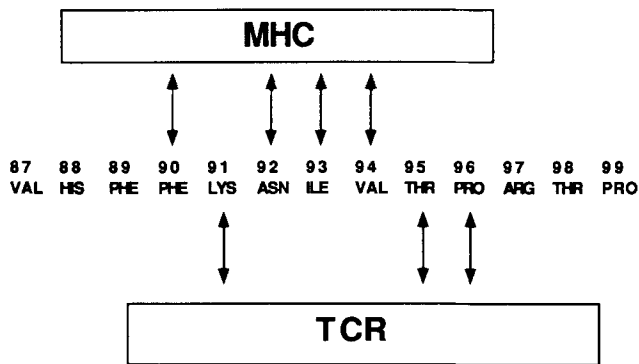 MHC
87 88 89 90 91 92 93 94 95 96 97 98 99
VAL HIS PHE PHE LYS ASN ILE VAL THR PRO ARG THR PRO
TCR